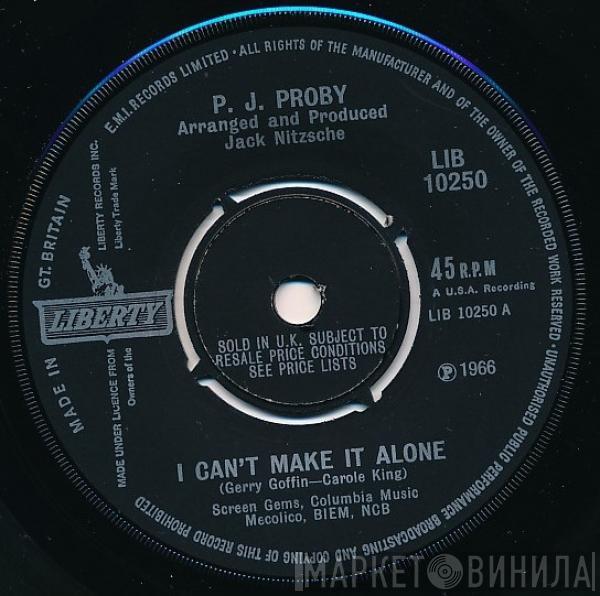 E.M.I. RECORDS LIMITED · ALL RIGHTS OF THE MANUFACTURER AND OF THE OWNER OF THE RECORDED WORK RESERVED · UNAUTHORISED PUBLIC PERFORMANCE BROADCASTING AND COPYING OF THIS RECORD PROHIBITED
P. J. PROBY
Arranged and Produced
Jack Nitzsche
LIB
10250
MADE IN GT. BRITAIN
LIBERTY RECORDS INC.
Liberty Trade Mark
LIBERTY
MADE UNDER LICENCE FROM
Owners of the
45 R.P.M
A U.S.A. Recording
LIB 10250 A
SOLD IN U.K. SUBJECT TO
RESALE PRICE CONDITIONS
SEE PRICE LISTS
Ⓟ 1966
I CAN'T MAKE IT ALONE
(Gerry Goffin—Carole King)
Screen Gems, Columbia Music
Mecolico, BIEM, NCB
МАРКЕТ ВИНИЛА